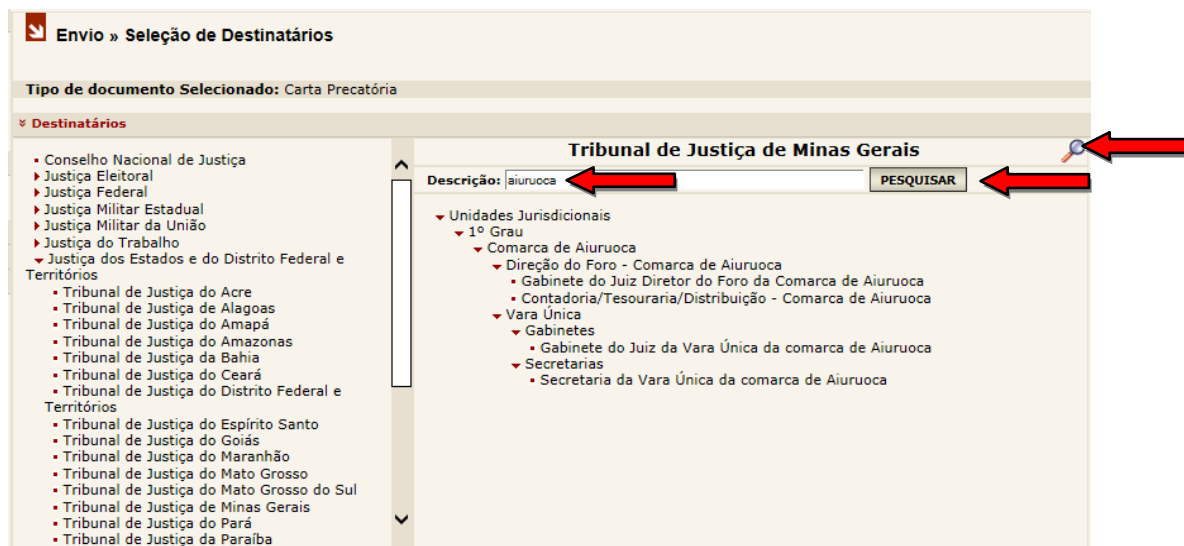 Envio » Seleção de Destinatários
Tipo de documento Selecionado: Carta Precatória
Destinatários
Conselho Nacional de Justiça
Justiça Eleitoral
Justiça Federal
Justiça Militar Estadual
Justiça Militar da União
Justiça do Trabalho
Justiça dos Estados e do Distrito Federal e
Territórios
Tribunal de Justiça do Acre
Tribunal de Justiça de Alagoas
Tribunal de Justiça do Amapá
Tribunal de Justiça do Amazonas
Tribunal de Justiça da Bahia
Tribunal de Justiça do Ceará
Tribunal de Justiça do Distrito Federal e
Territórios
Tribunal de Justiça do Espírito Santo
Tribunal de Justiça do Goiás
Tribunal de Justiça do Maranhão
Tribunal de Justiça do Mato Grosso
Tribunal de Justiça do Mato Grosso do Sul
Tribunal de Justiça de Minas Gerais
Tribunal de Justiça do Pará
Tribunal de Justiça da Paraíba
Tribunal de Justiça de Minas Gerais
Descrição: aiuruoca PESQUISAR
Unidades Jurisdicionais
1º Grau
Comarca de Aiuruoca
Direção do Foro - Comarca de Aiuruoca
Gabinete do Juiz Diretor do Foro da Comarca de Aiuruoca
Contadoria/Tesouraria/Distribuição - Comarca de Aiuruoca
Vara Única
Gabinetes
Gabinete do Juiz da Vara Única da comarca de Aiuruoca
Secretarias
Secretaria da Vara Única da comarca de Aiuruoca